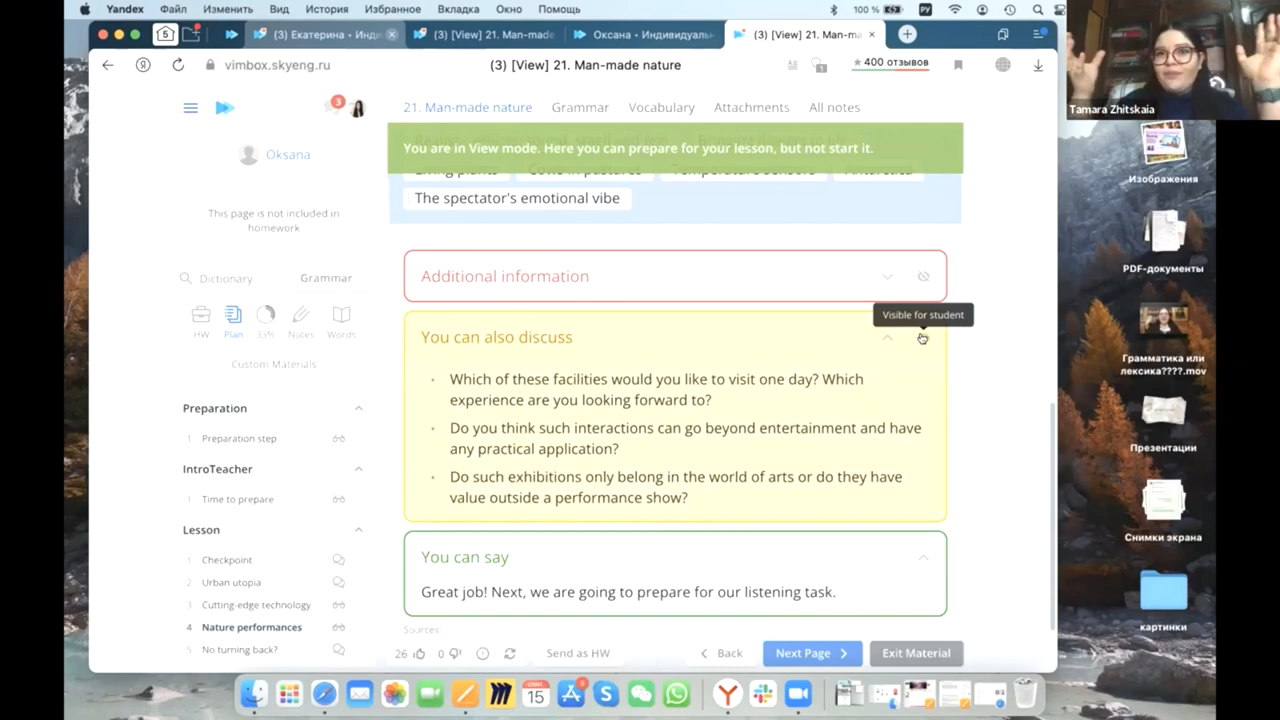 Yandex Файл Изменить Вид История Избранное Вкладка Окно Помощь 100 % РУ
5 (3) Екатерина • Инди (3) [View] 21. Man-made Оксана • Индивидуаль (3) [View] 21. Man-ma
vimbox.skyeng.ru (3) [View] 21. Man-made nature 400 отзывов
Tamara Zhitskaia
3 21. Man-made nature Grammar Vocabulary Attachments All notes
You are in View mode. Here you can prepare for your lesson, but not start it.
Oksana
The spectator's emotional vibe
This page is not included in
homework
Dictionary Grammar
HW Plan 33% Notes Words
Custom Materials
Preparation
1 Preparation step
IntroTeacher
1 Time to prepare
Lesson
1 Checkpoint
2 Urban utopia
3 Cutting-edge technology
4 Nature performances
5 No turning back?
Additional information
Visible for student
You can also discuss
• Which of these facilities would you like to visit one day? Which
experience are you looking forward to?
• Do you think such interactions can go beyond entertainment and have
any practical application?
• Do such exhibitions only belong in the world of arts or do they have
value outside a performance show?
You can say
Great job! Next, we are going to prepare for our listening task.
Sources
26 0 Send as HW Back Next Page Exit Material
Изображения
PDF-документы
Грамматика или
лексика????.mov
Презентации
Снимки экрана
картинки
15